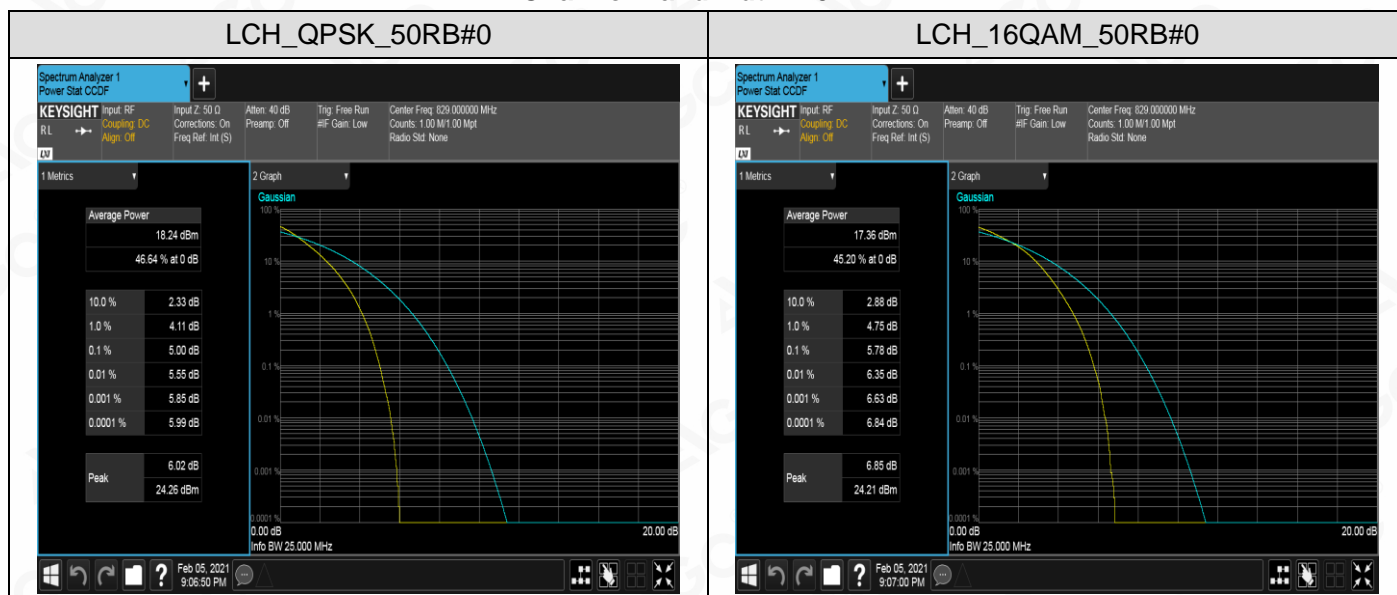 LCH_QPSK_50RB#0
Spectrum Analyzer 1
Power Stat CCDF
+
KEYSIGHT
RL
LXI
Input: RF
Coupling: DC
Align: Off
Input Z: 50 Ω
Corrections: On
Freq Ref: Int (S)
Atten: 40 dB
Preamp: Off
Trig: Free Run
#IF Gain: Low
Center Freq: 829.000000 MHz
Counts: 1.00 M/1.00 Mpt
Radio Std: None
1 Metrics
Average Power
18.24 dBm
46.64 % at 0 dB
10.0 % 2.33 dB
1.0 % 4.11 dB
0.1 % 5.00 dB
0.01 % 5.55 dB
0.001 % 5.85 dB
0.0001 % 5.99 dB
Peak
6.02 dB
24.26 dBm
2 Graph
Gaussian
100 %
10 %
1 %
0.1 %
0.01 %
0.001 %
0.0001 %
0.00 dB 20.00 dB
Info BW 25.000 MHz
?
Feb 05, 2021
9:06:50 PM
LCH_16QAM_50RB#0
Spectrum Analyzer 1
Power Stat CCDF
+
KEYSIGHT
RL
LXI
Input: RF
Coupling: DC
Align: Off
Input Z: 50 Ω
Corrections: On
Freq Ref: Int (S)
Atten: 40 dB
Preamp: Off
Trig: Free Run
#IF Gain: Low
Center Freq: 829.000000 MHz
Counts: 1.00 M/1.00 Mpt
Radio Std: None
1 Metrics
Average Power
17.36 dBm
45.20 % at 0 dB
10.0 % 2.88 dB
1.0 % 4.75 dB
0.1 % 5.78 dB
0.01 % 6.35 dB
0.001 % 6.63 dB
0.0001 % 6.84 dB
Peak
6.85 dB
24.21 dBm
2 Graph
Gaussian
100 %
10 %
1 %
0.1 %
0.01 %
0.001 %
0.0001 %
0.00 dB 20.00 dB
Info BW 25.000 MHz
?
Feb 05, 2021
9:07:00 PM